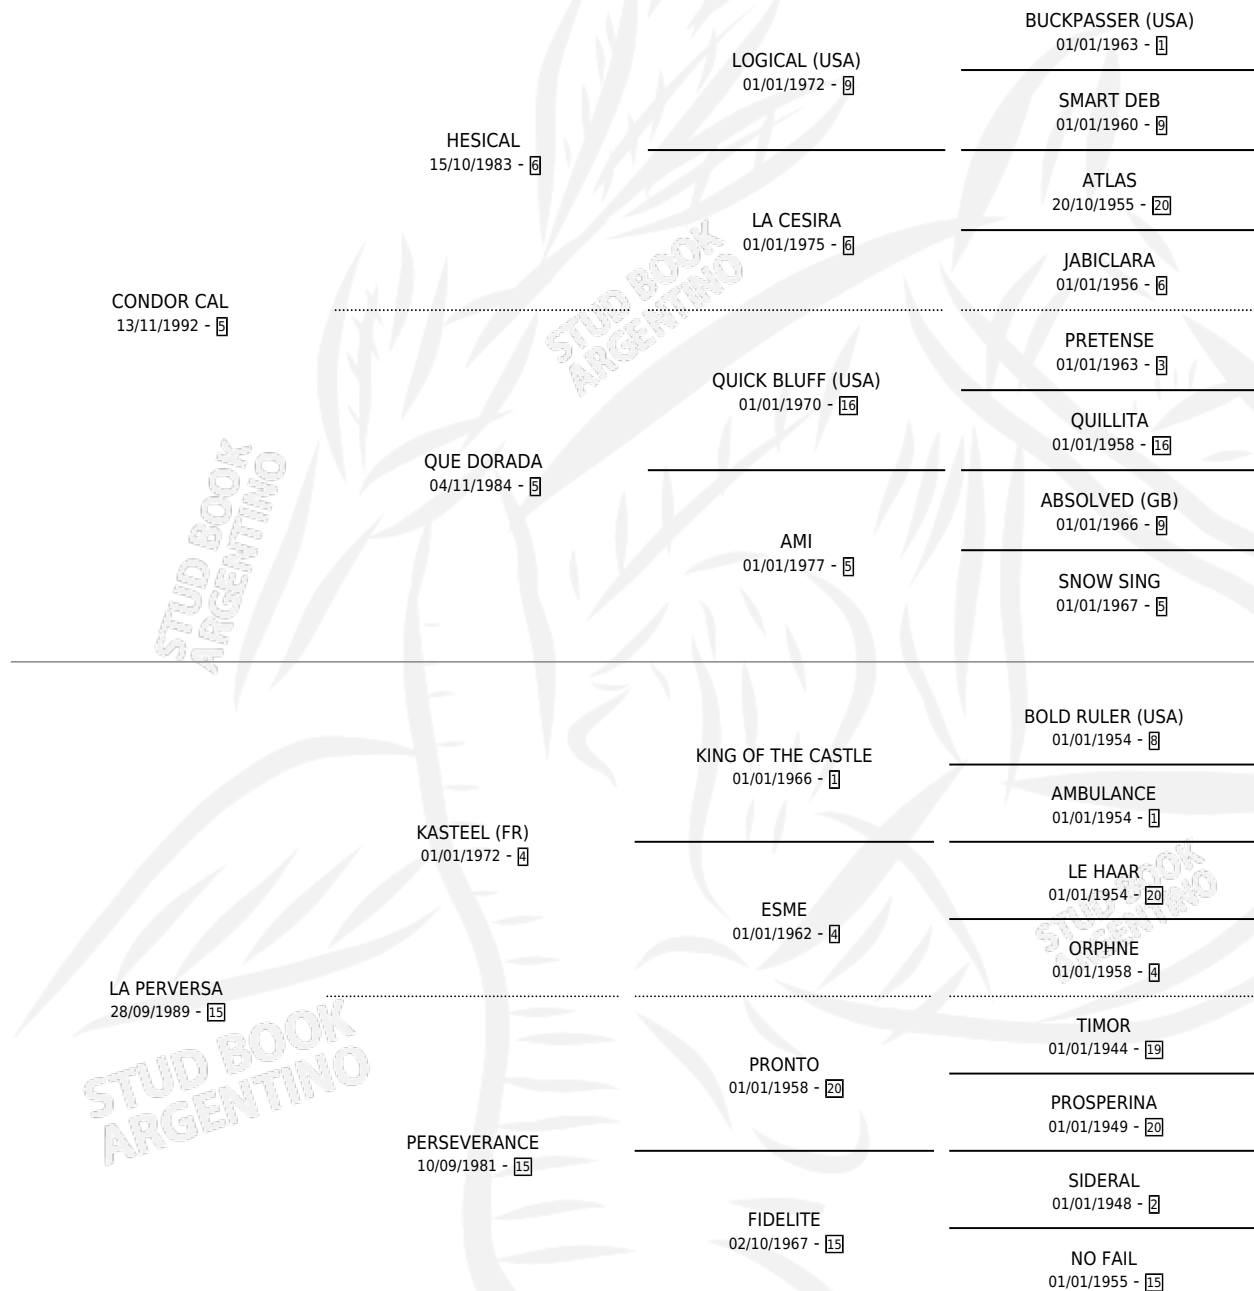 BUCKPASSER (USA)
01/01/1963 - 1
LOGICAL (USA)
01/01/1972 - 9
SMART DEB
01/01/1960 - 9
HESICAL
15/10/1983 - 6
ATLAS
20/10/1955 - 20
LA CESIRA
01/01/1975 - 6
JABICLARA
01/01/1956 - 6
CONDOR CAL
13/11/1992 - 5
PRETENSE
01/01/1963 - 3
QUICK BLUFF (USA)
01/01/1970 - 16
QUILLITA
01/01/1958 - 16
QUE DORADA
04/11/1984 - 5
ABSOLVED (GB)
01/01/1966 - 9
AMI
01/01/1977 - 5
SNOW SING
01/01/1967 - 5
STUD BOOK
ARGENTINO
STUD BOOK
ARGENTINO
BOLD RULER (USA)
01/01/1954 - 8
KING OF THE CASTLE
01/01/1966 - 1
AMBULANCE
01/01/1954 - 1
KASTEEL (FR)
01/01/1972 - 4
LE HAAR
01/01/1954 - 20
ESME
01/01/1962 - 4
ORPHNE
01/01/1958 - 4
LA PERVERSA
28/09/1989 - 15
TIMOR
01/01/1944 - 19
PRONTO
01/01/1958 - 20
PROSPERINA
01/01/1949 - 20
PERSEVERANCE
10/09/1981 - 15
SIDERAL
01/01/1948 - 2
FIDELITE
02/10/1967 - 15
NO FAIL
01/01/1955 - 15
STUD BOOK
ARGENTINO
STUD BOOK
ARGENTINO